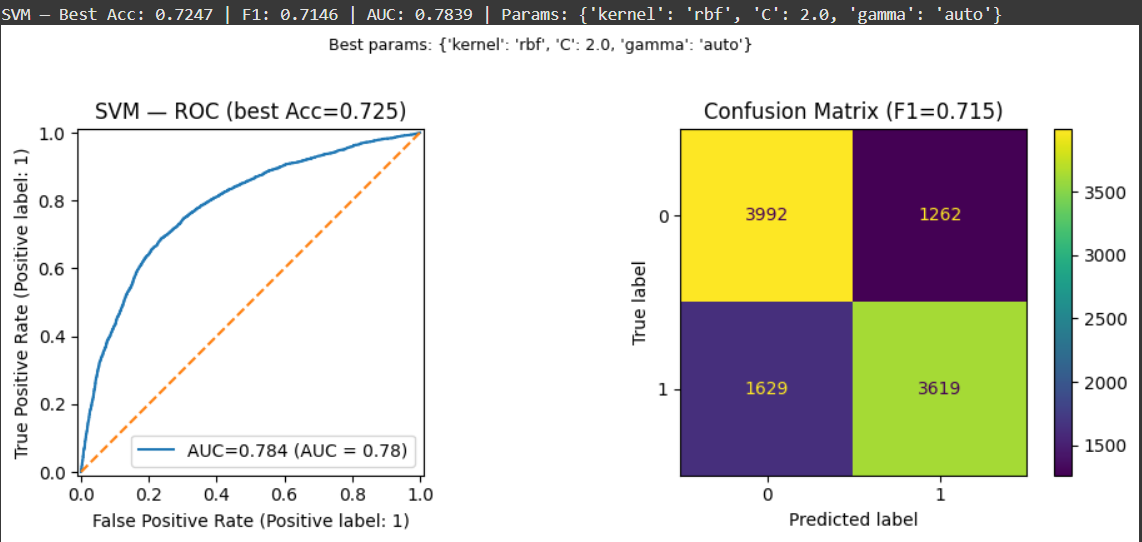 SVM — Best Acc: 0.7247 | F1: 0.7146 | AUC: 0.7839 | Params: {'kernel': 'rbf', 'C': 2.0, 'gamma': 'auto'}
Best params: {'kernel': 'rbf', 'C': 2.0, 'gamma': 'auto'}
SVM — ROC (best Acc=0.725)
True Positive Rate (Positive label: 1)
1.0
0.8
0.6
0.4
0.2
0.0
AUC=0.784 (AUC = 0.78)
0.0 0.2 0.4 0.6 0.8 1.0
False Positive Rate (Positive label: 1)
Confusion Matrix (F1=0.715)
True label
0
3992 1262
1
1629 3619
0 1
Predicted label
3500
3000
2500
2000
1500